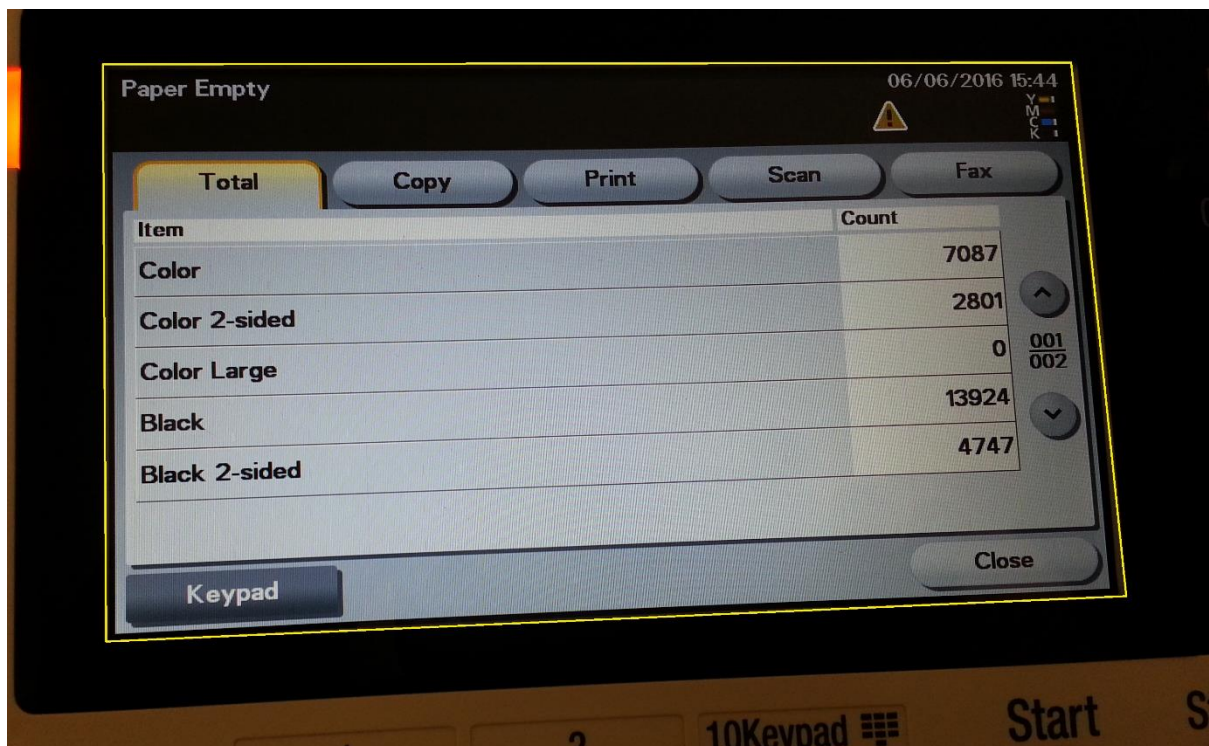 Paper Empty
06/06/2016 15:44
Y
M
C
K
Total Copy Print Scan Fax
Item Count
Color 7087
Color 2-sided 2801
Color Large 0
001
002
Black 13924
Black 2-sided 4747
Close
Keypad
10Keypad Start